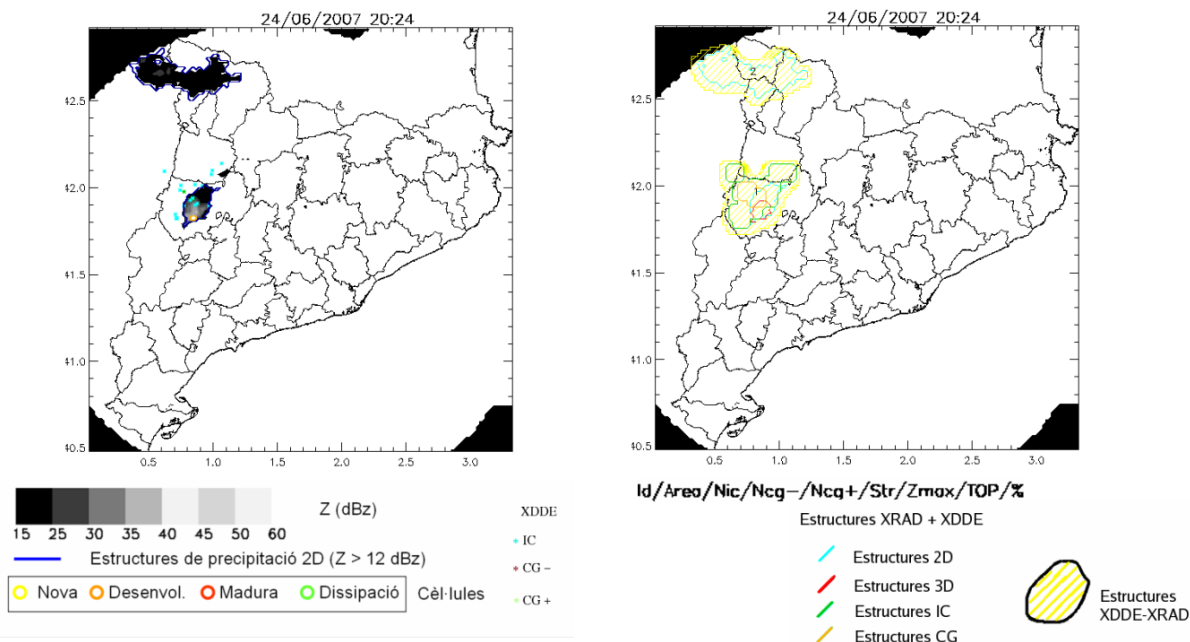 24/06/2007 20:24
42.5
42.0
41.5
41.0
40.5
0.5 1.0 1.5 2.0 2.5 3.0
Z (dBz)
15 25 30 35 40 45 50 60
Estructures de precipitació 2D (Z > 12 dBz)
Nova Desenvol. Madura Dissipació Cèl·lules
XDDE
IC
CG -
CG +
24/06/2007 20:24
42.5
42.0
41.5
41.0
40.5
0.5 1.0 1.5 2.0 2.5 3.0
2
1
Id/Area/Nic/Ncg-/Ncg+/Str/Zmax/TOP/%
Estructures XRAD + XDDE
Estructures 2D
Estructures 3D
Estructures IC
Estructures CG
Estructures
XDDE-XRAD